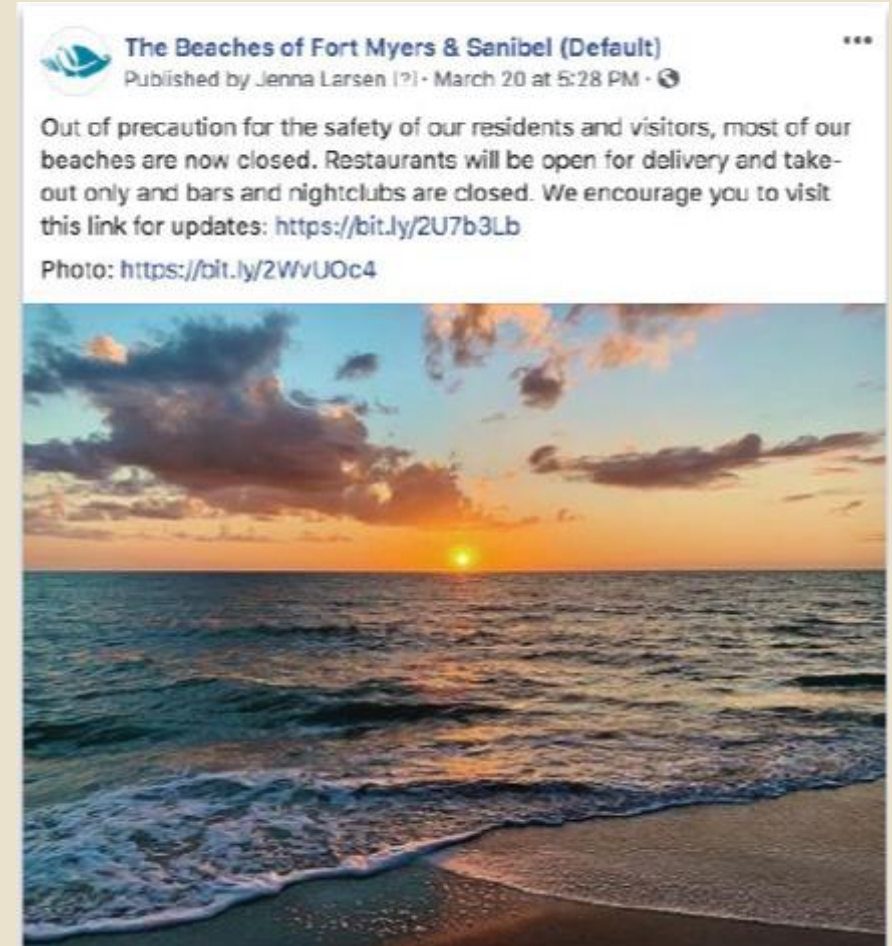 The Beaches of Fort Myers & Sanibel (Default)
Published by Jenna Larsen [?] · March 20 at 5:28 PM ·
Out of precaution for the safety of our residents and visitors, most of our
beaches are now closed. Restaurants will be open for delivery and take-
out only and bars and nightclubs are closed. We encourage you to visit
this link for updates: https://bit.ly/2U7b3Lb
Photo: https://bit.ly/2WvUOc4